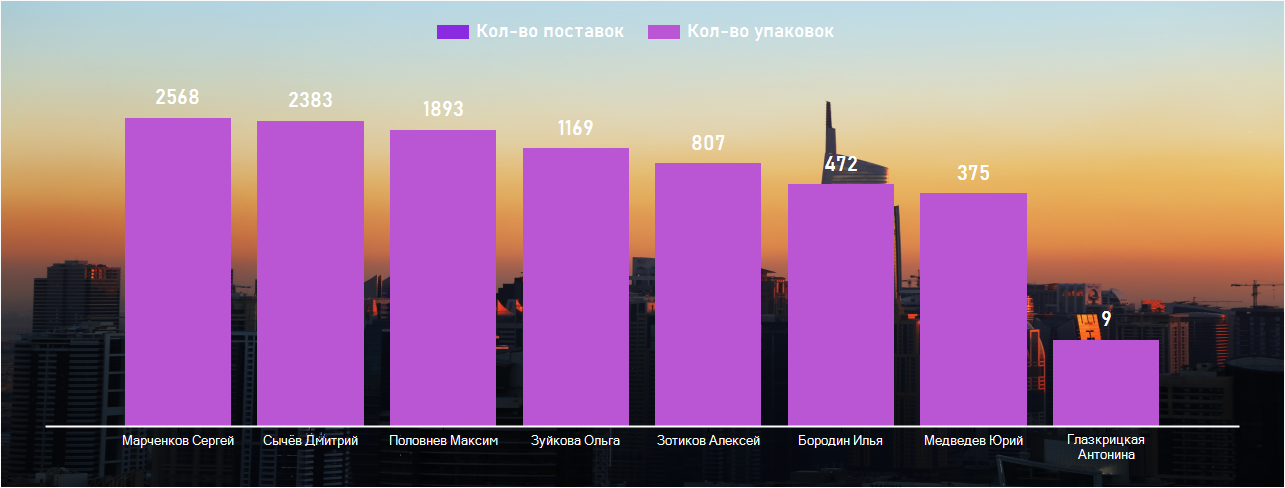 Кол-во поставок Кол-во упаковок
2568 2383 1893 1169 807 472 375 9
Марченков Сергей Сычёв Дмитрий Половнев Максим Зуйкова Ольга Зотиков Алексей Бородин Илья Медведев Юрий Глазкрицкая
Антонина